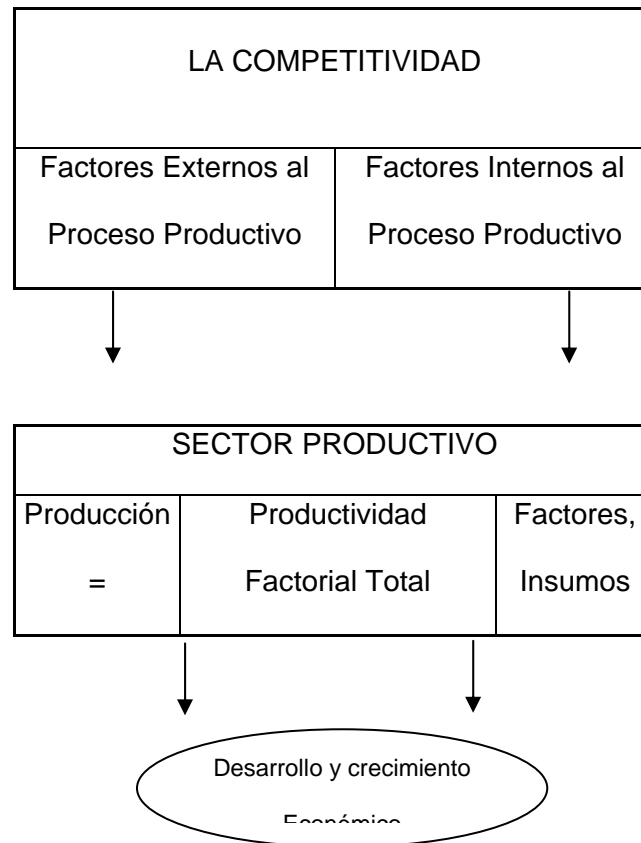 LA COMPETITIVIDAD
Factores Externos al
Proceso Productivo
Factores Internos al
Proceso Productivo
SECTOR PRODUCTIVO
Producción
=
Productividad
Factorial Total
Factores,
Insumos
Desarrollo y crecimiento
Económico